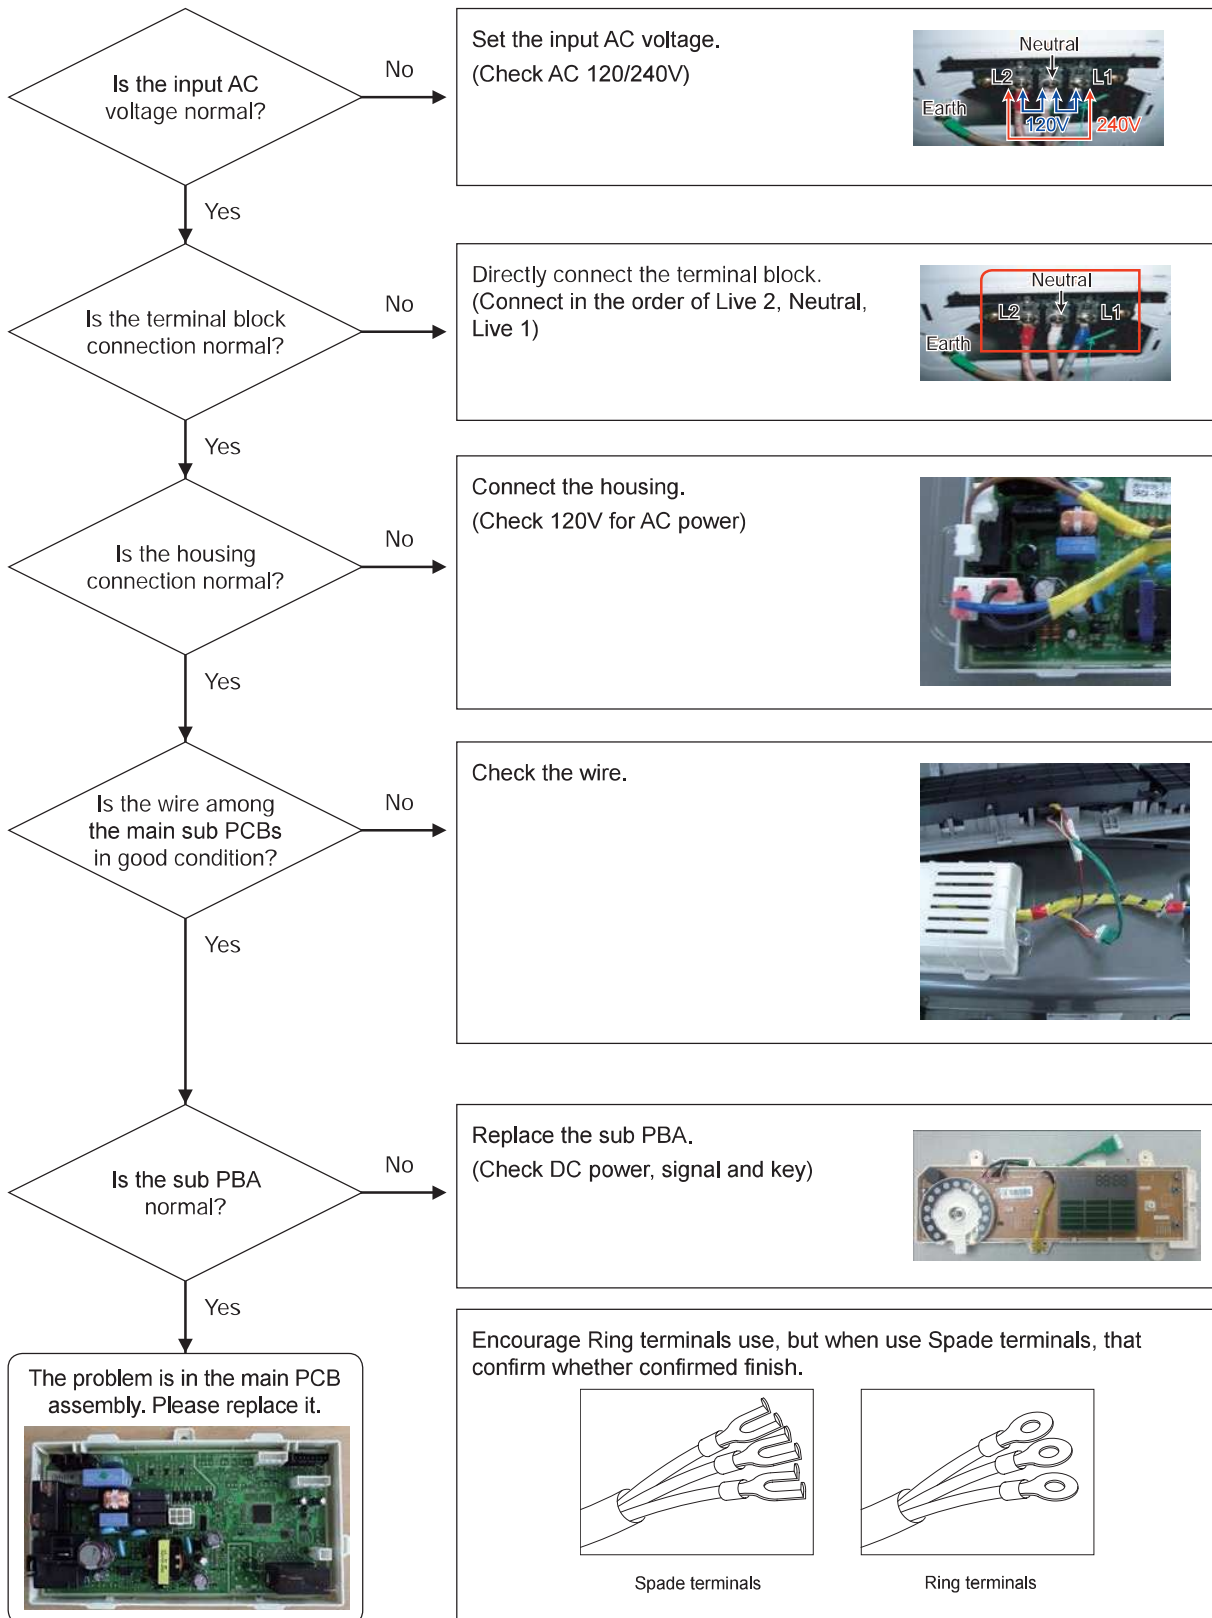 Is the input AC
voltage normal?
No
Set the input AC voltage.
(Check AC 120/240V)
Neutral
L2
L1
Earth
120V
240V
Yes
Is the terminal block
connection normal?
No
Directly connect the terminal block.
(Connect in the order of Live 2, Neutral,
Live 1)
Neutral
L2
L1
Earth
Yes
Is the housing
connection normal?
No
Connect the housing.
(Check 120V for AC power)
Yes
Is the wire among
the main sub PCBs
in good condition?
No
Check the wire.
Yes
Is the sub PBA
normal?
No
Replace the sub PBA.
(Check DC power, signal and key)
Yes
The problem is in the main PCB
assembly. Please replace it.
Encourage Ring terminals use, but when use Spade terminals, that
confirm whether confirmed finish.
Spade terminals
Ring terminals